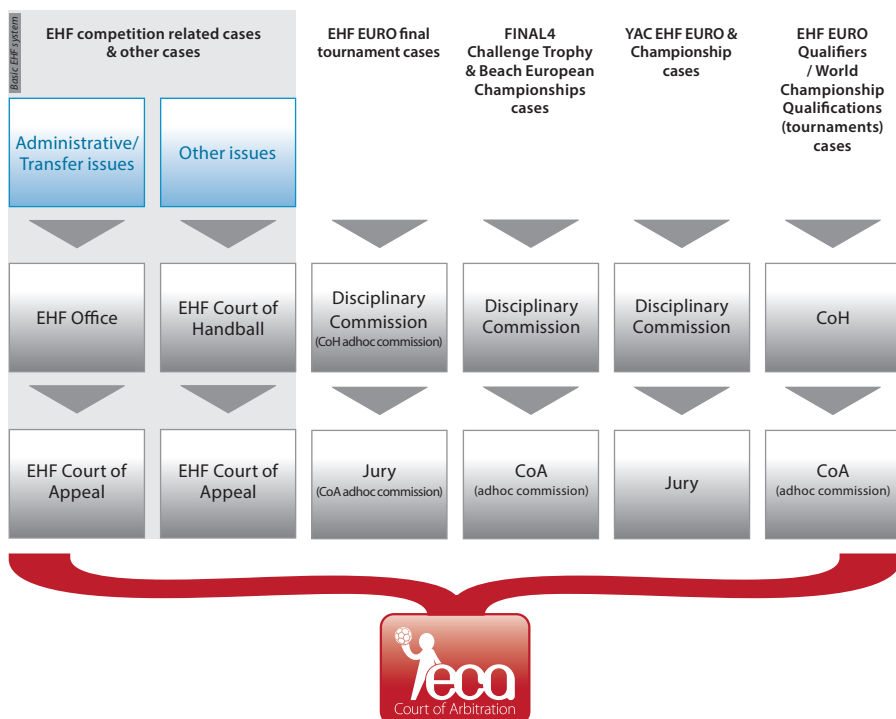 Basic EHF system
EHF competition related cases
& other cases
EHF EURO final
tournament cases
FINAL4
Challenge Trophy
& Beach European
Championships
cases
YAC EHF EURO &
Championship
cases
EHF EURO
Qualifiers
/ World
Championship
Qualifications
(tournaments)
cases
Administrative/
Transfer issues
Other issues
EHF Office
EHF Court of
Handball
Disciplinary
Commission
(CoH adhoc commission)
Disciplinary
Commission
Disciplinary
Commission
CoH
EHF Court of
Appeal
EHF Court of
Appeal
Jury
(CoA adhoc commission)
CoA
(adhoc commission)
Jury
CoA
(adhoc commission)
eca
Court of Arbitration